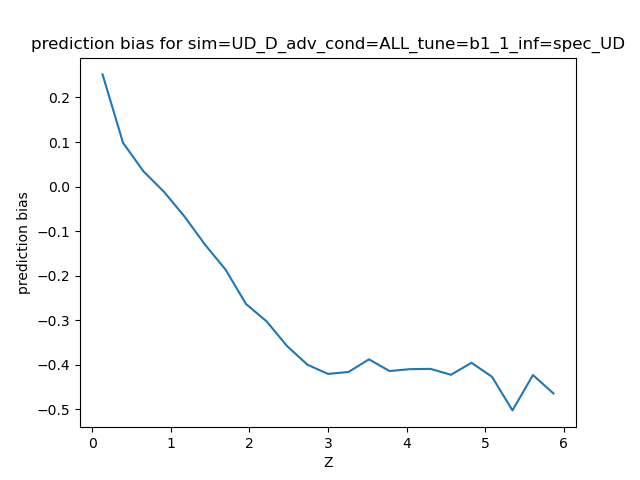 prediction bias for sim=UD_D_adv_cond=ALL_tune=b1_1_inf=spec_UD
0.2
0.1
0.0
−0.1
−0.2
−0.3
−0.4
−0.5
prediction bias
0 1 2 3 4 5 6
Z